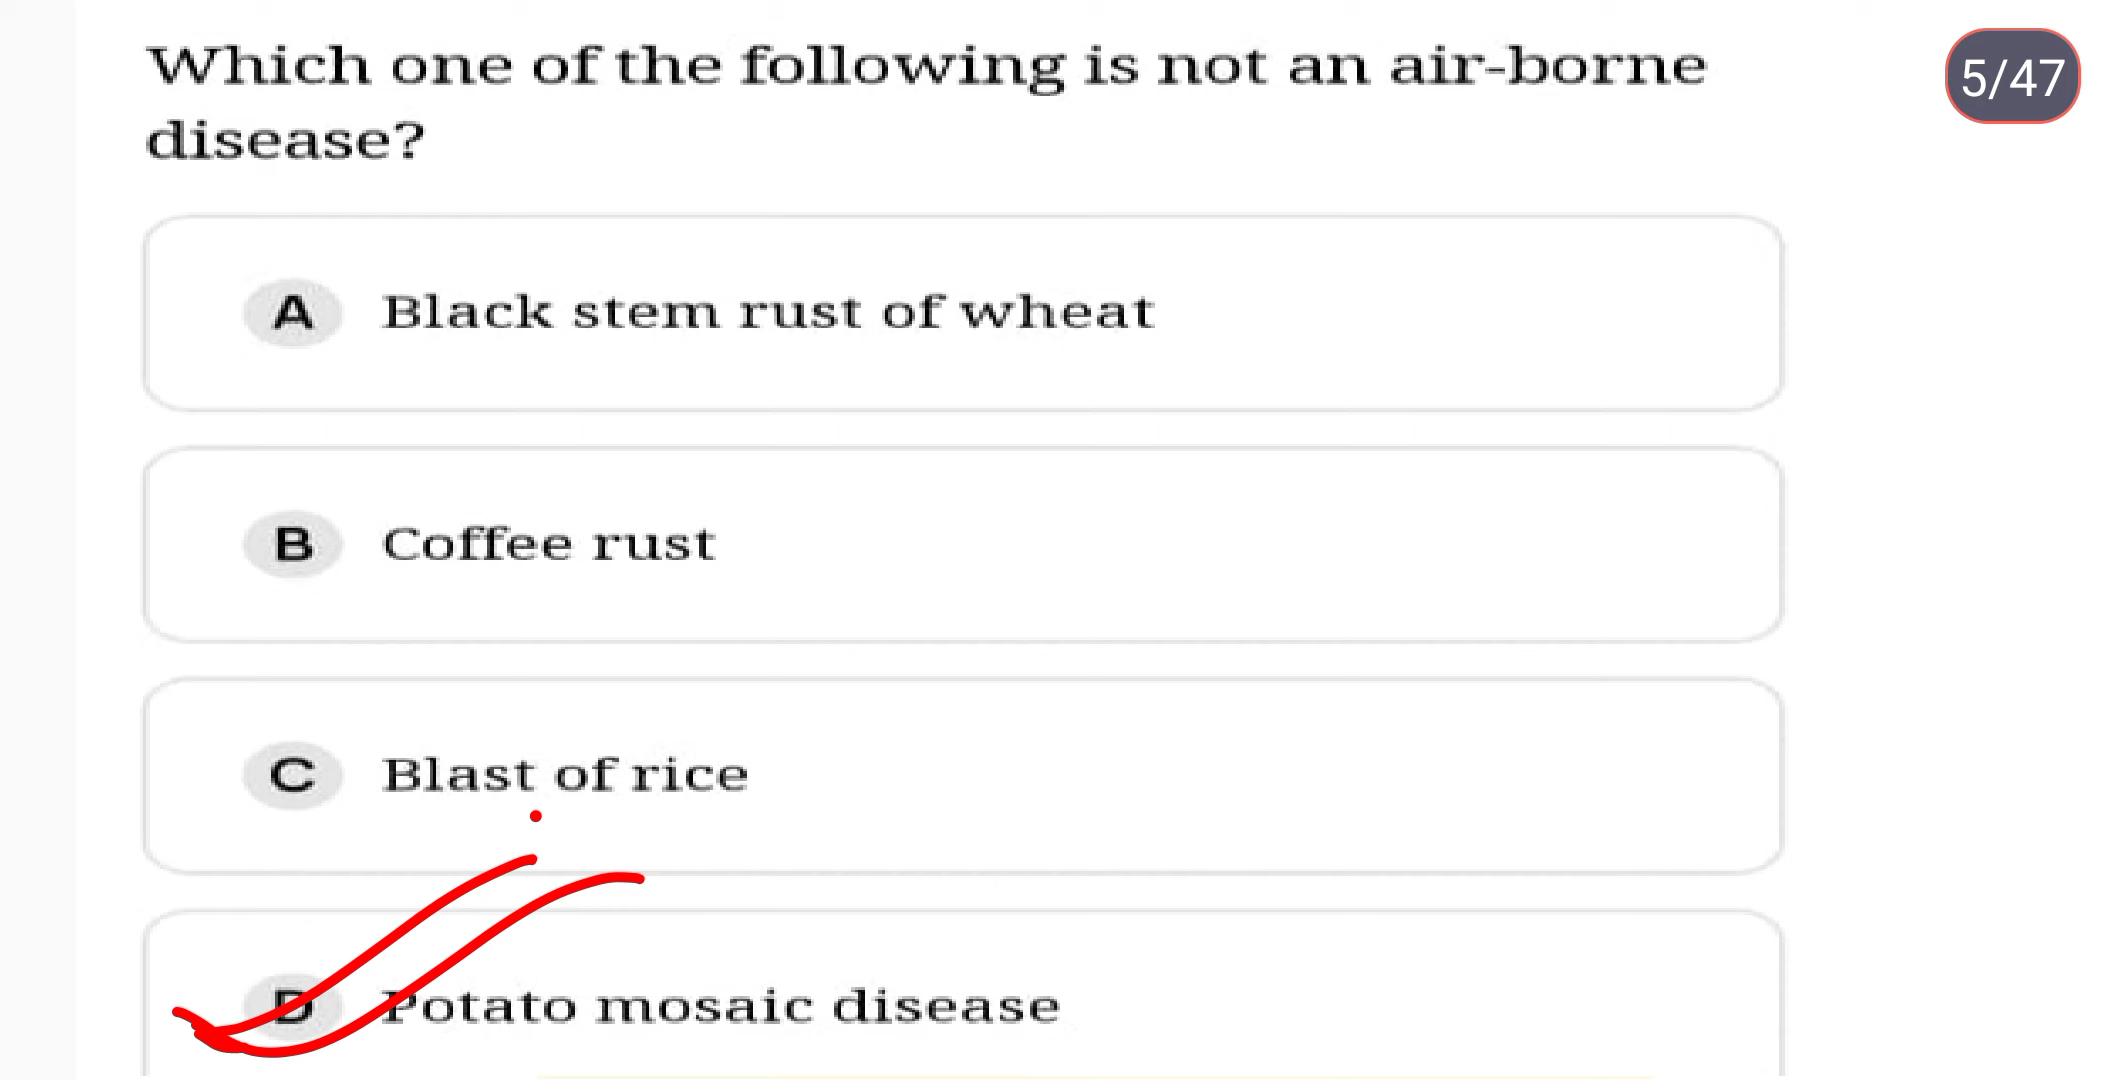 Which one of the following is not an air-borne
disease?
5/47
A Black stem rust of wheat
B Coffee rust
C Blast of rice
D Potato mosaic disease